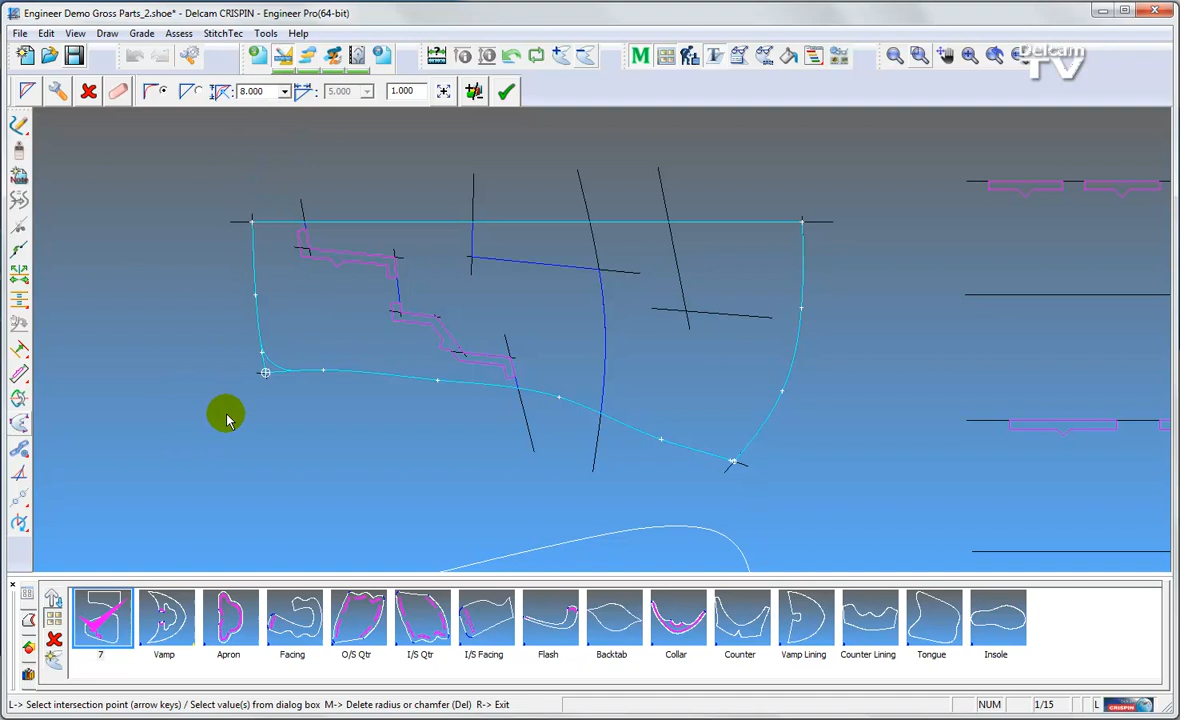 Engineer Demo Gross Parts_2.shoe* - Delcam CRISPIN - Engineer Pro(64-bit)
File Edit View Draw Grade Assess StitchTec Tools Help
Delcam
TV
8.000 5.000 1.000
7 Vamp Apron Facing O/S Qtr I/S Qtr I/S Facing Flash Backtab Collar Counter Vamp Lining Counter Lining Tongue Insole
L-> Select intersection point (arrow keys) / Select value(s) from dialog box M-> Delete radius or chamfer (Del) R-> Exit NUM 1/15 L CRISPIN